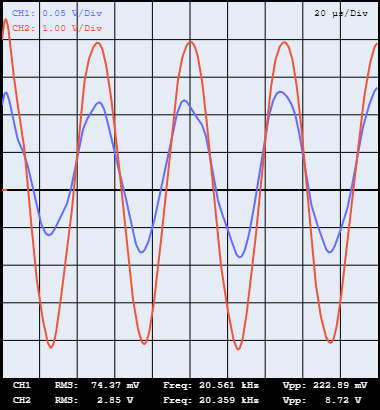 CH1: 0.05 V/Div
20 µs/Div
CH2: 1.00 V/Div
CH1 RMS: 74.37 mV Freq: 20.561 kHz Vpp: 222.89 mV
CH2 RMS: 2.85 V Freq: 20.359 kHz Vpp: 8.72 V